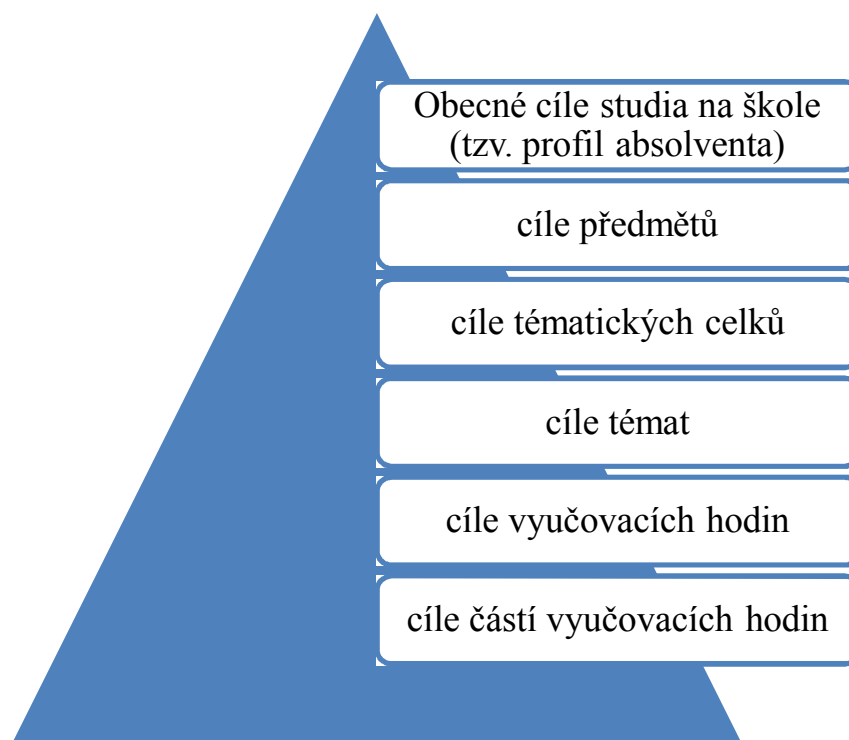 Obecné cíle studia na škole
(tzv. profil absolventa)
cíle předmětů
cíle tématických celků
cíle témat
cíle vyučovacích hodin
cíle částí vyučovacích hodin